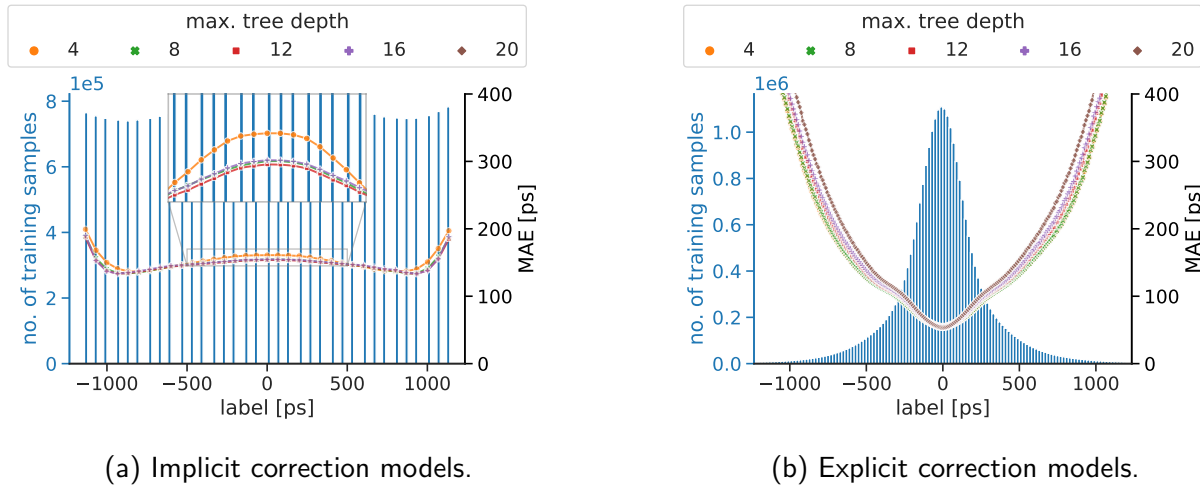 max. tree depth
4 8 12 16 20
1e5
8
6
4
2
0
no. of training samples
400
300
200
100
0
MAE [ps]
−1000 −500 0 500 1000
label [ps]
(a) Implicit correction models.
max. tree depth
4 8 12 16 20
1e6
1.0
0.8
0.6
0.4
0.2
0.0
no. of training samples
400
300
200
100
0
MAE [ps]
−1000 −500 0 500 1000
label [ps]
(b) Explicit correction models.